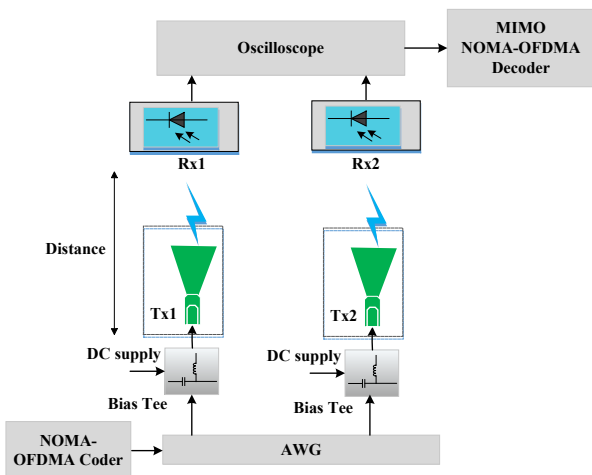 Oscilloscope
MIMO
NOMA-OFDMA
Decoder
Rx1
Rx2
Distance
Tx1
Tx2
DC supply
DC supply
Bias Tee
Bias Tee
NOMA-
OFDMA Coder
AWG